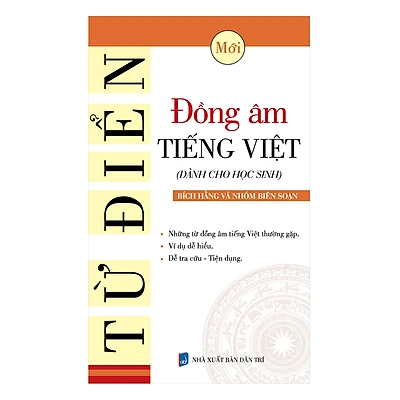 TỪ ĐIỂN
Mới
Đồng âm
TIẾNG VIỆT
(DÀNH CHO HỌC SINH)
BÍCH HẰNG VÀ NHÓM BIÊN SOẠN
• Những từ đồng âm tiếng Việt thường gặp.
• Ví dụ dễ hiểu.
• Dễ tra cứu - Tiện dụng.
NHÀ XUẤT BẢN DÂN TRÍ